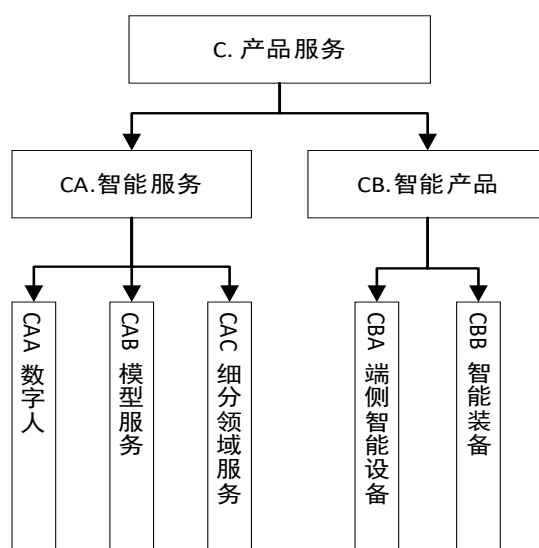 C. 产品服务
CA.智能服务
CB.智能产品
CAA 数字人
CAB 模型服务
CAC 细分领域服务
CBA 端侧智能设备
CBB 智能装备